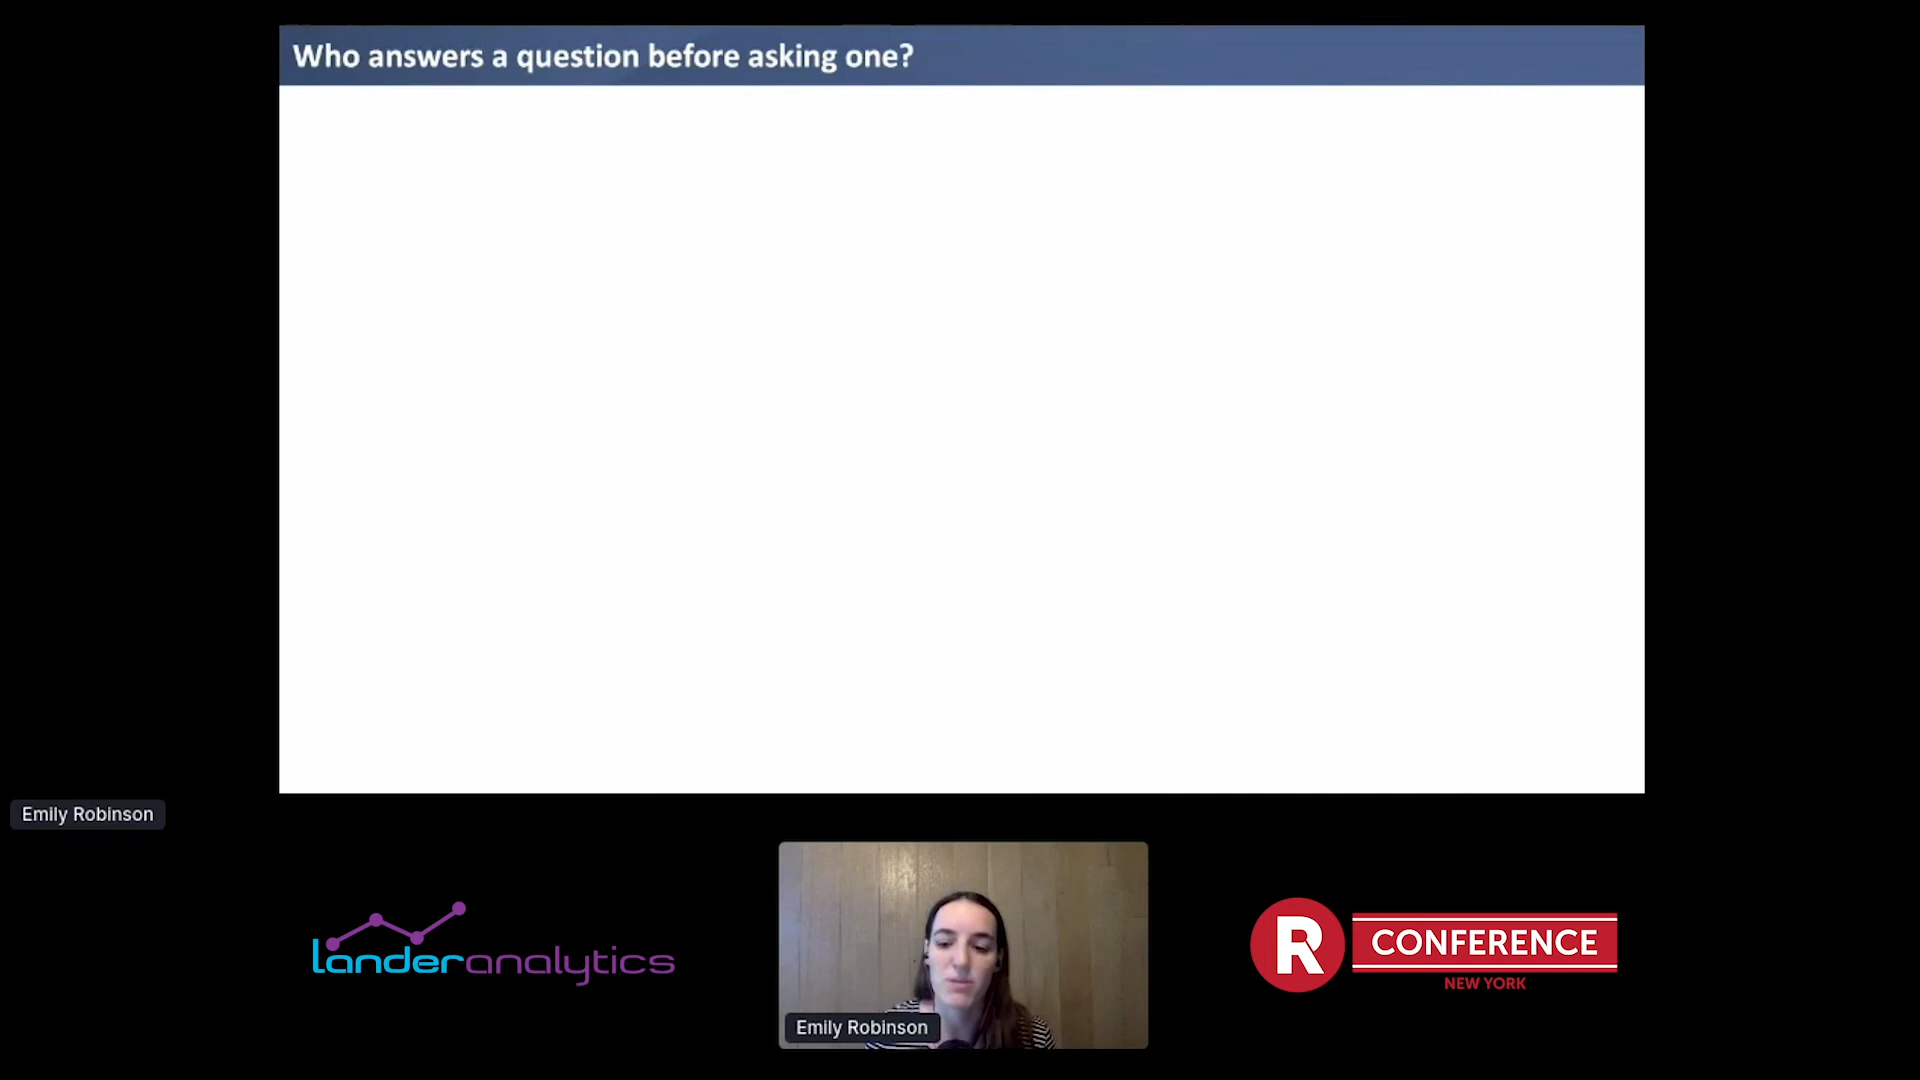 Who answers a question before asking one?
Emily Robinson
landeranalytics
Emily Robinson
R CONFERENCE
NEW YORK